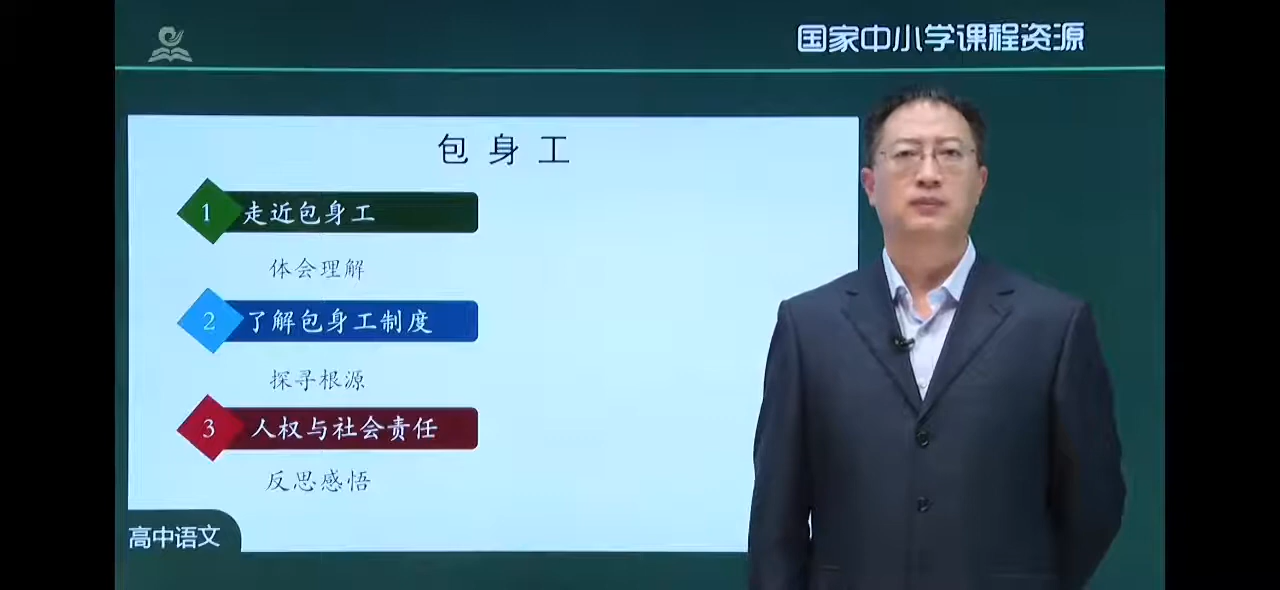 国家中小学课程资源
包身工
1 走近包身工
体会理解
2 了解包身工制度
探寻根源
3 人权与社会责任
反思感悟
高中语文